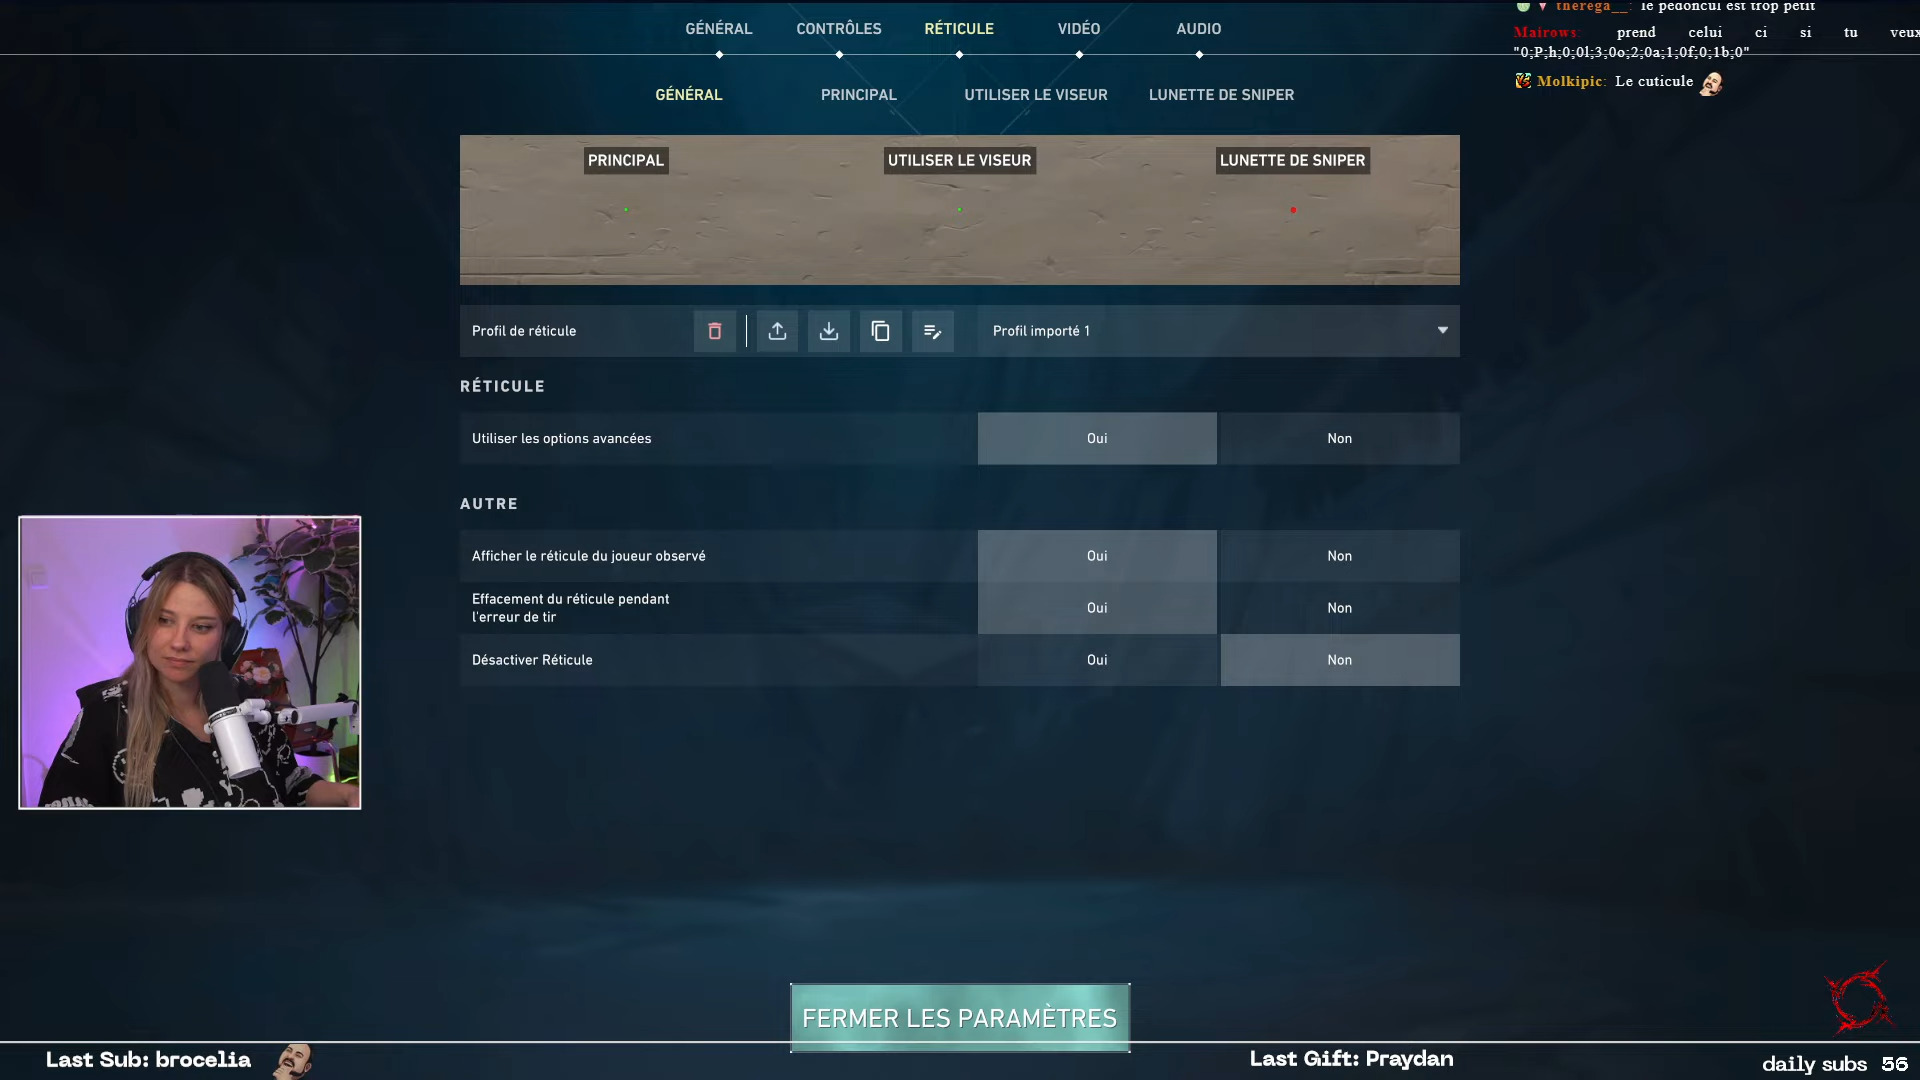 GÉNÉRAL CONTRÔLES RÉTICULE VIDÉO AUDIO
GÉNÉRAL PRINCIPAL UTILISER LE VISEUR LUNETTE DE SNIPER
PRINCIPAL UTILISER LE VISEUR LUNETTE DE SNIPER
Profil de réticule Profil importé 1
RÉTICULE
Utiliser les options avancées Oui Non
AUTRE
Afficher le réticule du joueur observé Oui Non
Effacement du réticule pendant
l'erreur de tir Oui Non
Désactiver Réticule Oui Non
FERMER LES PARAMÈTRES
therega__: le pedoncul est trop petit
Mairows: prend celui ci si tu veux
"0;P;h;0;0l;3;0o;2;0a;1;0f;0;1b;0"
Molkipic: Le cuticule
Last Sub: brocelia
Last Gift: Praydan
daily subs 56